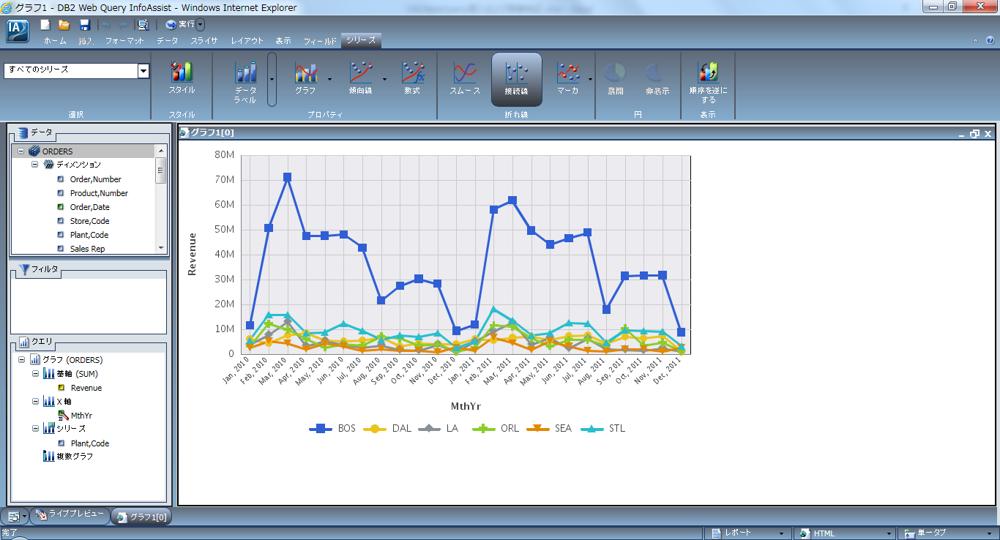 グラフ1 - DB2 Web Query InfoAssist - Windows Internet Explorer
IA
実行
ホーム 挿入 フォーマット データ スライサ レイアウト 表示 フィールド シリーズ
すべてのシリーズ
選択
スタイル
スタイル
データ
ラベル
グラフ
傾向線
数式
プロパティ
スムース
接続線
マーカ
折れ線
展開
非表示
円
順序を逆に
する
表示
データ
ORDERS
ディメンション
Order,Number
Product,Number
Order,Date
Store,Code
Plant,Code
Sales Rep
フィルタ
クエリ
グラフ (ORDERS)
基軸 (SUM)
Revenue
X 軸
MthYr
シリーズ
Plant,Code
複数グラフ
グラフ1[0]
80M
70M
60M
50M
40M
30M
20M
10M
0
Revenue
Jan, 2010
Feb, 2010
Mar, 2010
Apr, 2010
May, 2010
Jun, 2010
Jul, 2010
Aug, 2010
Sep, 2010
Oct, 2010
Nov, 2010
Dec, 2010
Jan, 2011
Feb, 2011
Mar, 2011
Apr, 2011
May, 2011
Jun, 2011
Jul, 2011
Aug, 2011
Sep, 2011
Oct, 2011
Nov, 2011
Dec, 2011
MthYr
BOS DAL LA ORL SEA STL
ライブプレビュー
グラフ1[0]
完了
レポート
HTML
単一タブ